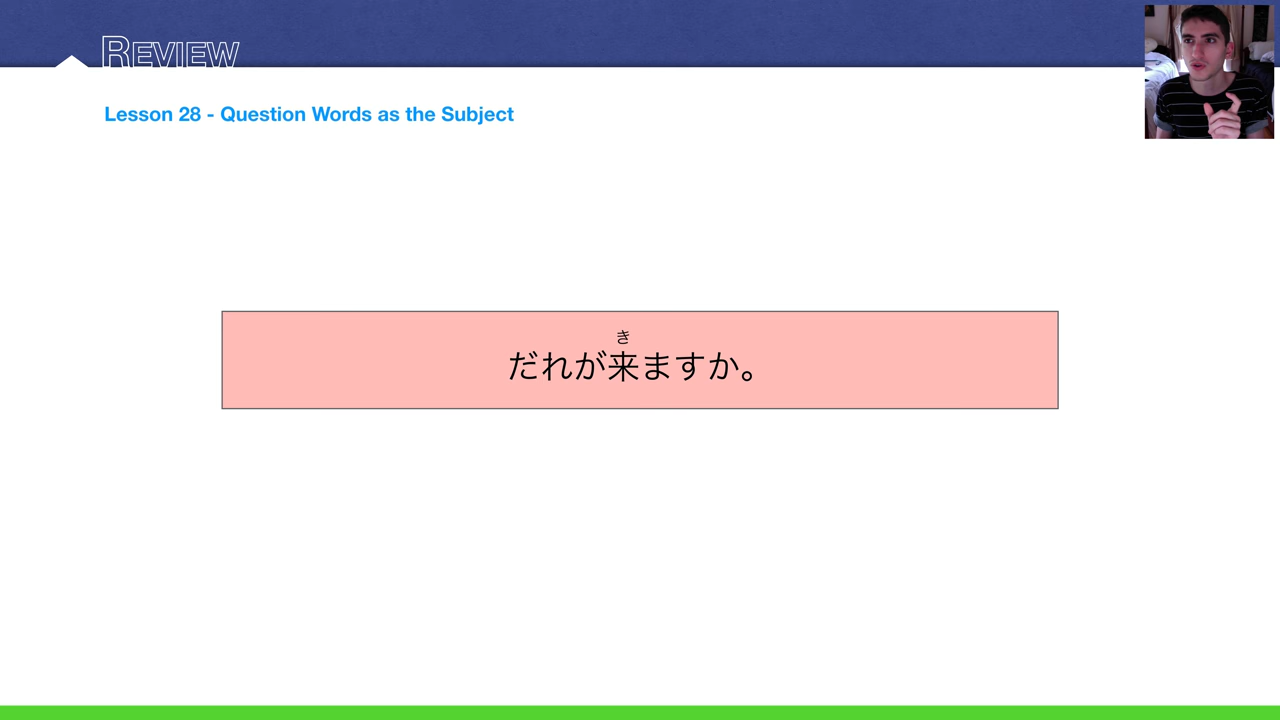 Review
Lesson 28 - Question Words as the Subject
き
だれが来ますか。